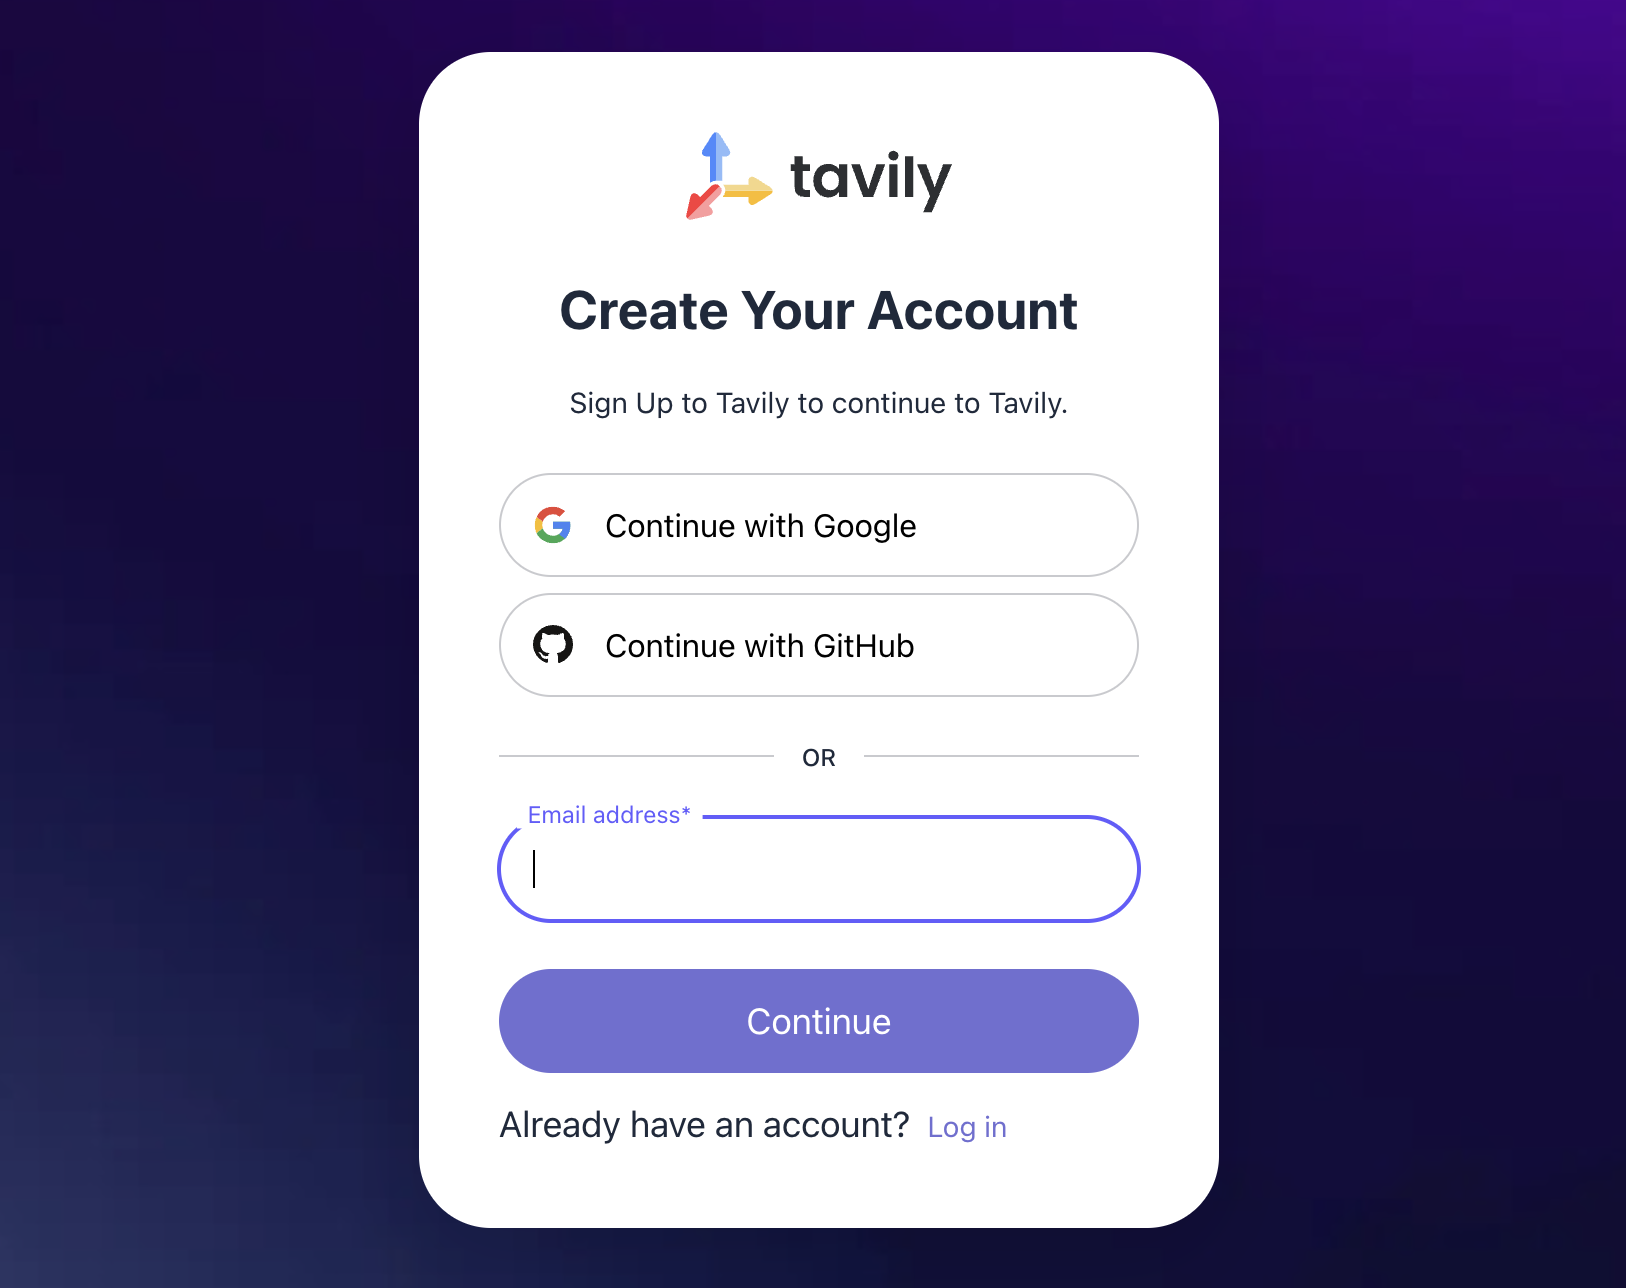 tavily
Create Your Account
Sign Up to Tavily to continue to Tavily.
Continue with Google
Continue with GitHub
OR
Email address*
Continue
Already have an account? Log in